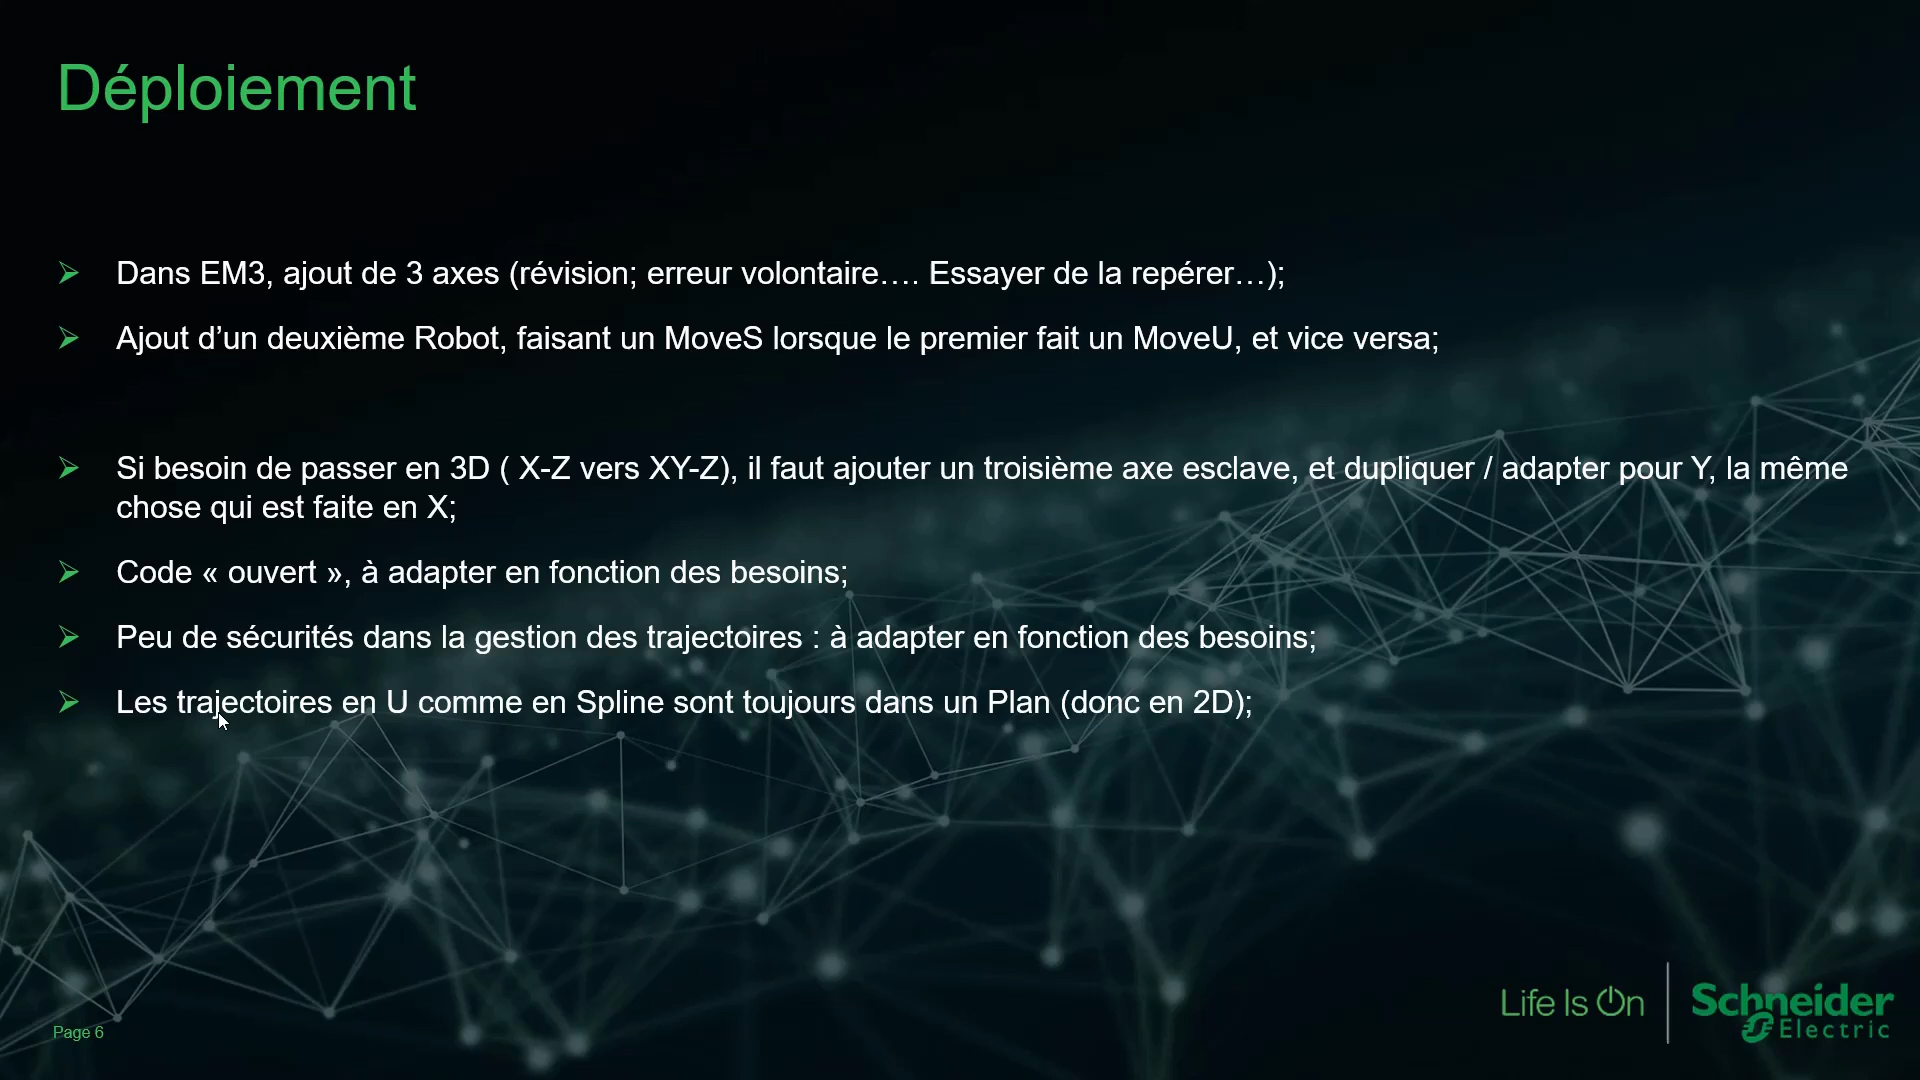 Déploiement
Dans EM3, ajout de 3 axes (révision; erreur volontaire…. Essayer de la repérer…);
Ajout d’un deuxième Robot, faisant un MoveS lorsque le premier fait un MoveU, et vice versa;
Si besoin de passer en 3D ( X-Z vers XY-Z), il faut ajouter un troisième axe esclave, et dupliquer / adapter pour Y, la même
chose qui est faite en X;
Code « ouvert », à adapter en fonction des besoins;
Peu de sécurités dans la gestion des trajectoires : à adapter en fonction des besoins;
Les trajectoires en U comme en Spline sont toujours dans un Plan (donc en 2D);
Life Is On
Schneider
Electric
Page 6